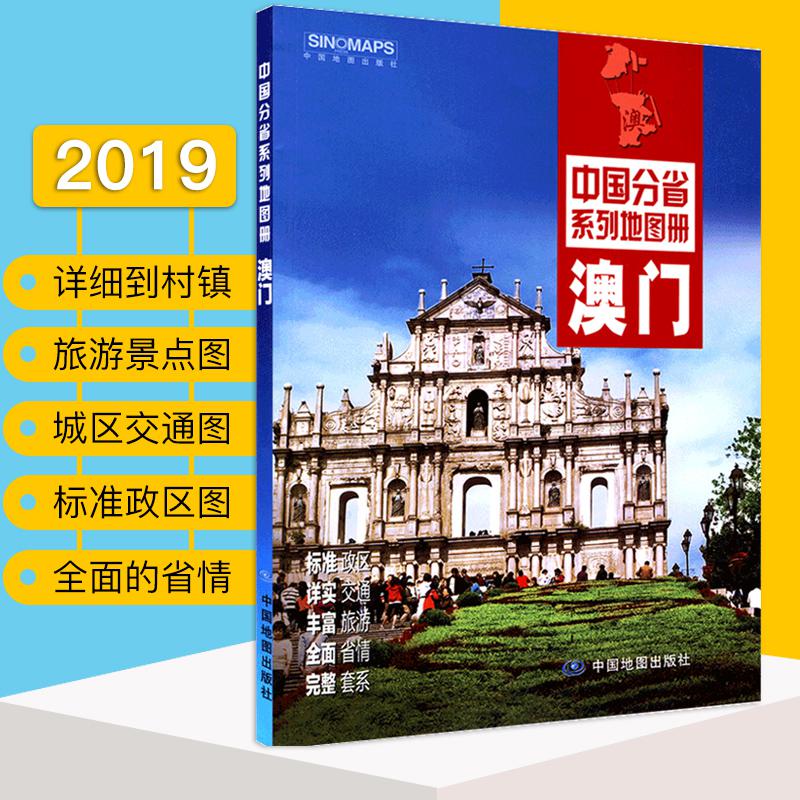 2019
详细到村镇
旅游景点图
城区交通图
标准政区图
全面的省情
中国分省系列地图册 澳门
中国地图出版社
SINOMAPS
中国地图出版社
澳
中国分省
系列地图册
澳门
标准 政区
详实 交通
丰富 旅游
全面 省情
完整 套系
中国地图出版社